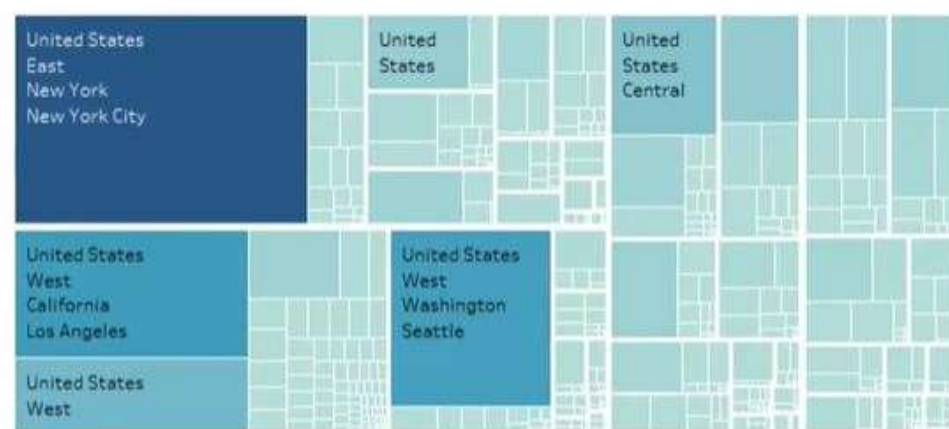 United States
East
New York
New York City
United
States
United
States
Central
United States
West
California
Los Angeles
United States
West
Washington
Seattle
United States
West